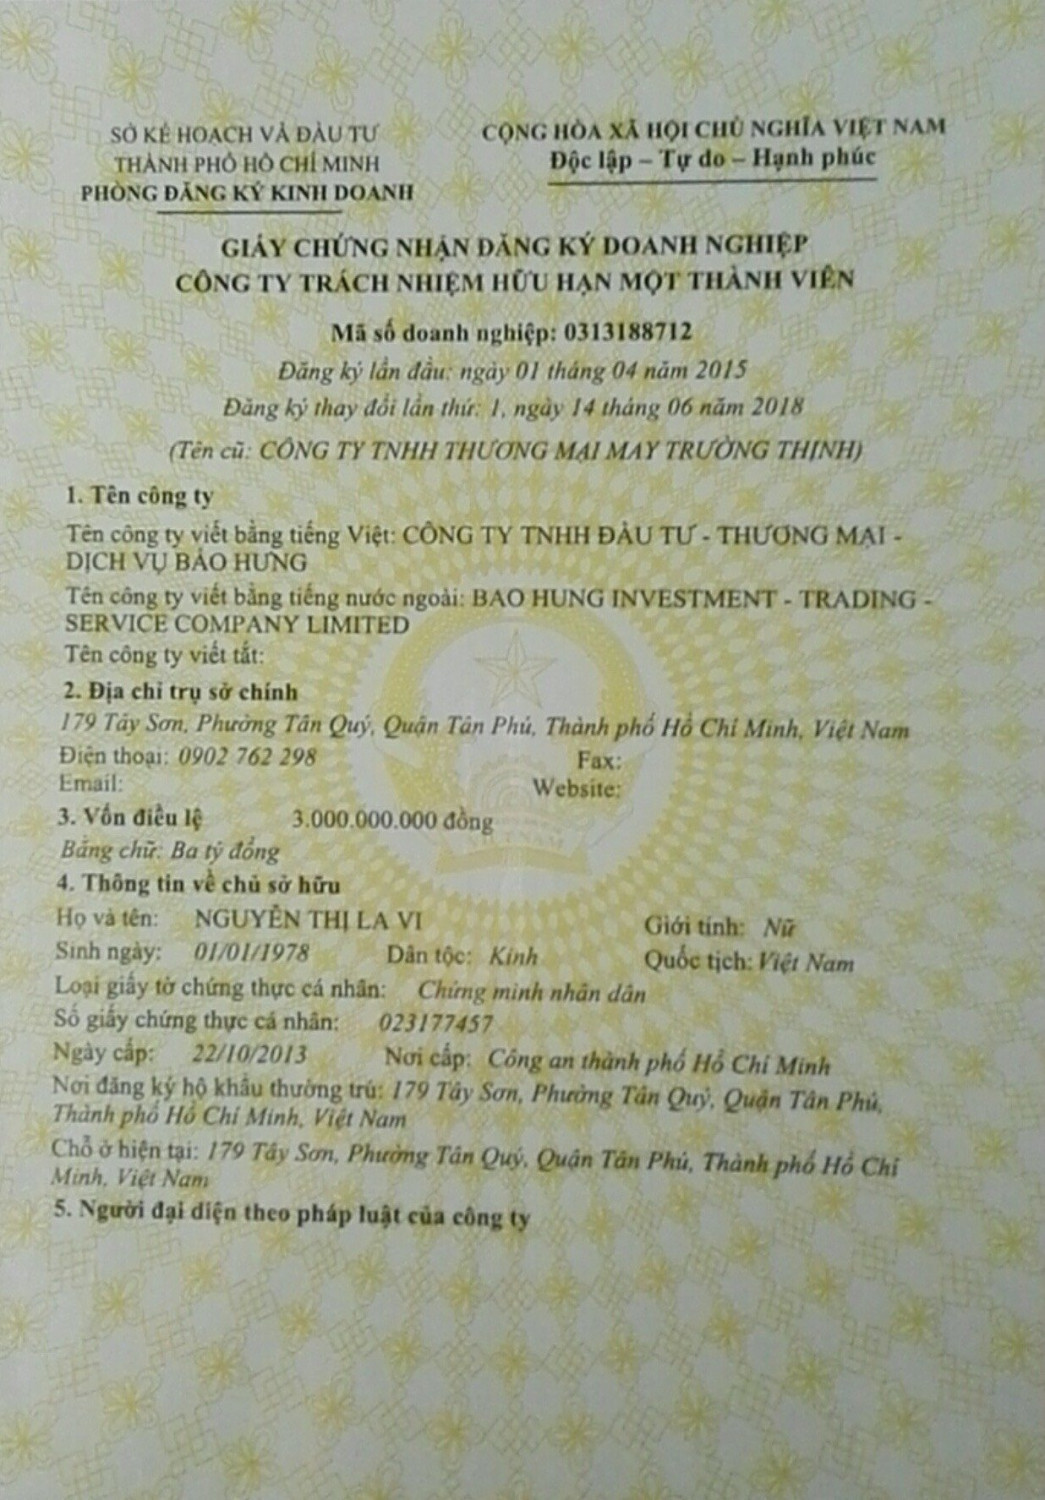 SỞ KẾ HOẠCH VÀ ĐẦU TƯ
THÀNH PHỐ HỒ CHÍ MINH
PHÒNG ĐĂNG KÝ KINH DOANH
CỘNG HÒA XÃ HỘI CHỦ NGHĨA VIỆT NAM
Độc lập – Tự do – Hạnh phúc
GIẤY CHỨNG NHẬN ĐĂNG KÝ DOANH NGHIỆP
CÔNG TY TRÁCH NHIỆM HỮU HẠN MỘT THÀNH VIÊN
Mã số doanh nghiệp: 0313188712
Đăng ký lần đầu: ngày 01 tháng 04 năm 2015
Đăng ký thay đổi lần thứ: 1, ngày 14 tháng 06 năm 2018
(Tên cũ: CÔNG TY TNHH THƯƠNG MẠI MAY TRƯỜNG THỊNH)
1. Tên công ty
Tên công ty viết bằng tiếng Việt: CÔNG TY TNHH ĐẦU TƯ - THƯƠNG MẠI -
DỊCH VỤ BẢO HƯNG
Tên công ty viết bằng tiếng nước ngoài: BAO HUNG INVESTMENT - TRADING -
SERVICE COMPANY LIMITED
Tên công ty viết tắt:
2. Địa chỉ trụ sở chính
179 Tây Sơn, Phường Tân Quý, Quận Tân Phú, Thành phố Hồ Chí Minh, Việt Nam
Điện thoại: 0902 762 298 Fax:
Email: Website:
3. Vốn điều lệ 3.000.000.000 đồng
Bằng chữ: Ba tỷ đồng
4. Thông tin về chủ sở hữu
Họ và tên: NGUYỄN THỊ LA VI Giới tính: Nữ
Sinh ngày: 01/01/1978 Dân tộc: Kinh Quốc tịch: Việt Nam
Loại giấy tờ chứng thực cá nhân: Chứng minh nhân dân
Số giấy chứng thực cá nhân: 023177457
Ngày cấp: 22/10/2013 Nơi cấp: Công an thành phố Hồ Chí Minh
Nơi đăng ký hộ khẩu thường trú: 179 Tây Sơn, Phường Tân Quý, Quận Tân Phú,
Thành phố Hồ Chí Minh, Việt Nam
Chỗ ở hiện tại: 179 Tây Sơn, Phường Tân Quý, Quận Tân Phú, Thành phố Hồ Chí
Minh, Việt Nam
5. Người đại diện theo pháp luật của công ty